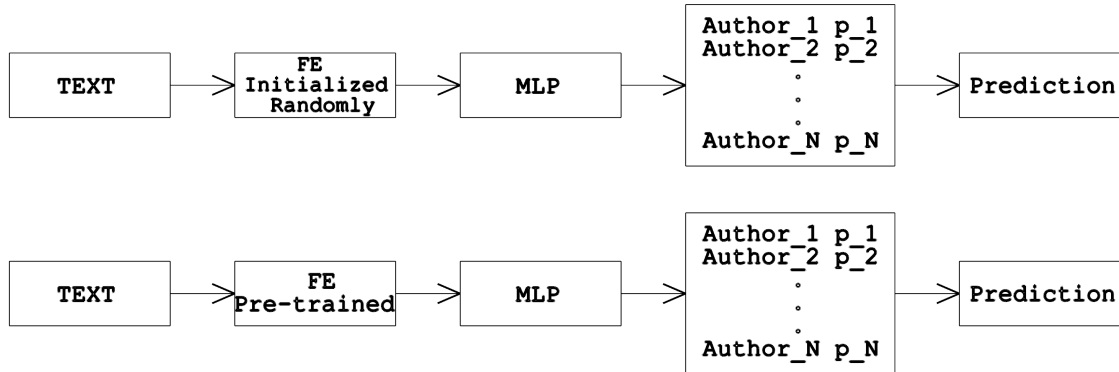 TEXT
FE
Initialized
Randomly
MLP
Author_1 p_1
Author_2 p_2
Author_N p_N
Prediction
TEXT
FE
Pre-trained
MLP
Author_1 p_1
Author_2 p_2
Author_N p_N
Prediction